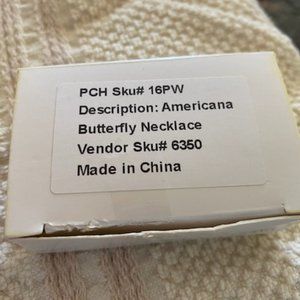 PCH Sku# 16PW
Description: Americana
Butterfly Necklace
Vendor Sku# 6350
Made in China